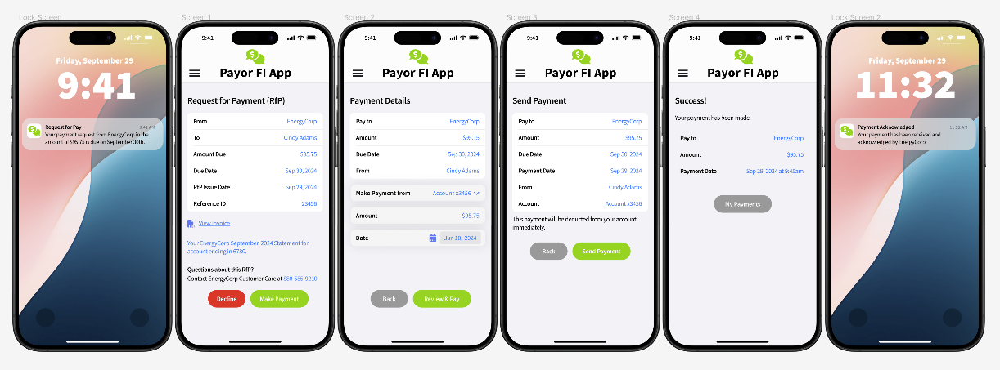 Lock Screen
Friday, September 29
9:41
Request for Pay
9:41 AM
Your payment request from EnergyCorp in the
amount of $95.75 is due on September 30th.
Screen 1
9:41
$
Payor FI App
Request for Payment (RfP)
From EnergyCorp
To Cindy Adams
Amount Due $95.75
Due Date Sep 30, 2024
RfP Issue Date Sep 29, 2024
Reference ID 23456
View Invoice
Your EnergyCorp September 2024 Statement for
account ending in 6780.
Questions about this RfP?
Contact EnergyCorp Customer Care at 888-555-9210
Decline Make Payment
Screen 2
9:41
$
Payor FI App
Payment Details
Pay to EnergyCorp
Amount $95.75
Due Date Sep 30, 2024
From Cindy Adams
Make Payment from Account x3456
Amount $95.75
Date Jun 10, 2024
Back Review & Pay
Screen 3
9:41
$
Payor FI App
Send Payment
Pay to EnergyCorp
Amount $95.75
Due Date Sep 30, 2024
Payment Date Sep 29, 2024
From Cindy Adams
Account Account x3456
This payment will be deducted from your account
immediately.
Back Send Payment
Screen 4
9:41
$
Payor FI App
Success!
Your payment has been made.
Pay to EnergyCorp
Amount $95.75
Payment Date Sep 29, 2024 at 9:45am
My Payments
Lock Screen 2
Friday, September 29
11:32
Payment Acknowledged
11:32 AM
Your payment has been received and
acknowledged by EnergyCorp.